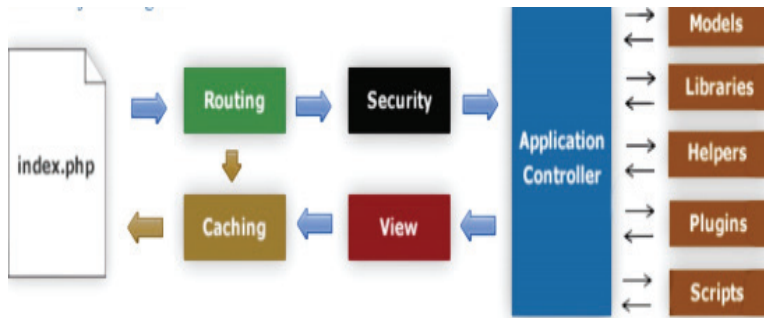 Models
Routing
Security
Libraries
index.php
Application
Controller
Helpers
Caching
View
Plugins
Scripts